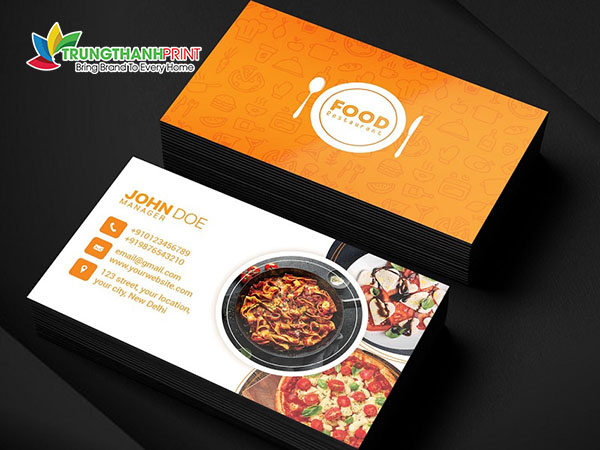 TRUNGTHANHPRINT
Bring Brand To Every Home
FOOD
Restaurant
JOHN DOE
MANAGER
+910123456789
+919876543210
email@gmail.com
www.yourwebsite.com
123 street, your location,
your city, New Delhi